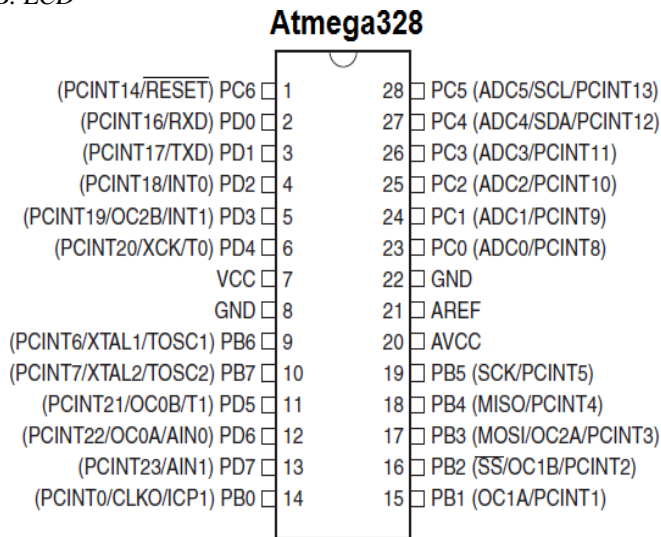 B. LCD
Atmega328
(PCINT14/RESET) PC6 1 28 PC5 (ADC5/SCL/PCINT13)
(PCINT16/RXD) PD0 2 27 PC4 (ADC4/SDA/PCINT12)
(PCINT17/TXD) PD1 3 26 PC3 (ADC3/PCINT11)
(PCINT18/INT0) PD2 4 25 PC2 (ADC2/PCINT10)
(PCINT19/OC2B/INT1) PD3 5 24 PC1 (ADC1/PCINT9)
(PCINT20/XCK/T0) PD4 6 23 PC0 (ADC0/PCINT8)
VCC 7 22 GND
GND 8 21 AREF
(PCINT6/XTAL1/TOSC1) PB6 9 20 AVCC
(PCINT7/XTAL2/TOSC2) PB7 10 19 PB5 (SCK/PCINT5)
(PCINT21/OC0B/T1) PD5 11 18 PB4 (MISO/PCINT4)
(PCINT22/OC0A/AIN0) PD6 12 17 PB3 (MOSI/OC2A/PCINT3)
(PCINT23/AIN1) PD7 13 16 PB2 (SS/OC1B/PCINT2)
(PCINT0/CLKO/ICP1) PB0 14 15 PB1 (OC1A/PCINT1)